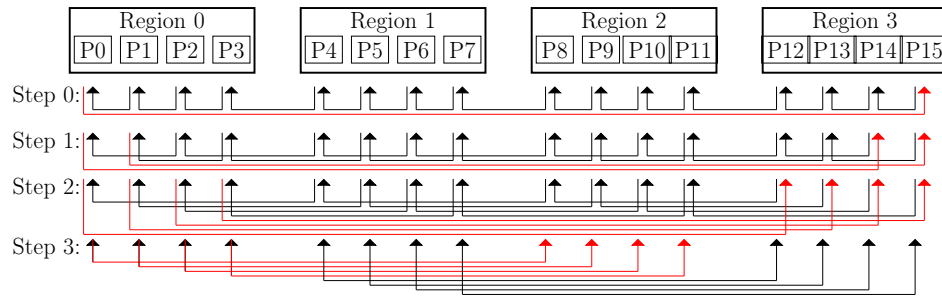 Region 0 Region 1 Region 2 Region 3
P0 P1 P2 P3 P4 P5 P6 P7 P8 P9 P10 P11 P12 P13 P14 P15
Step 0:
Step 1:
Step 2:
Step 3: